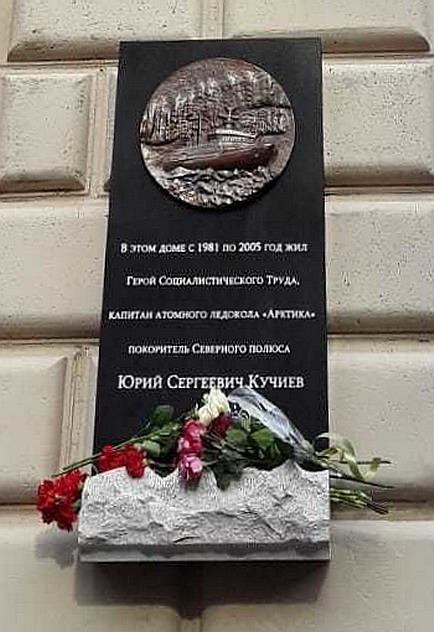 В этом доме с 1981 по 2005 год жил
Герой Социалистического Труда,
капитан атомного ледокола «Арктика»
покоритель Северного полюса
Юрий Сергеевич Кучиев